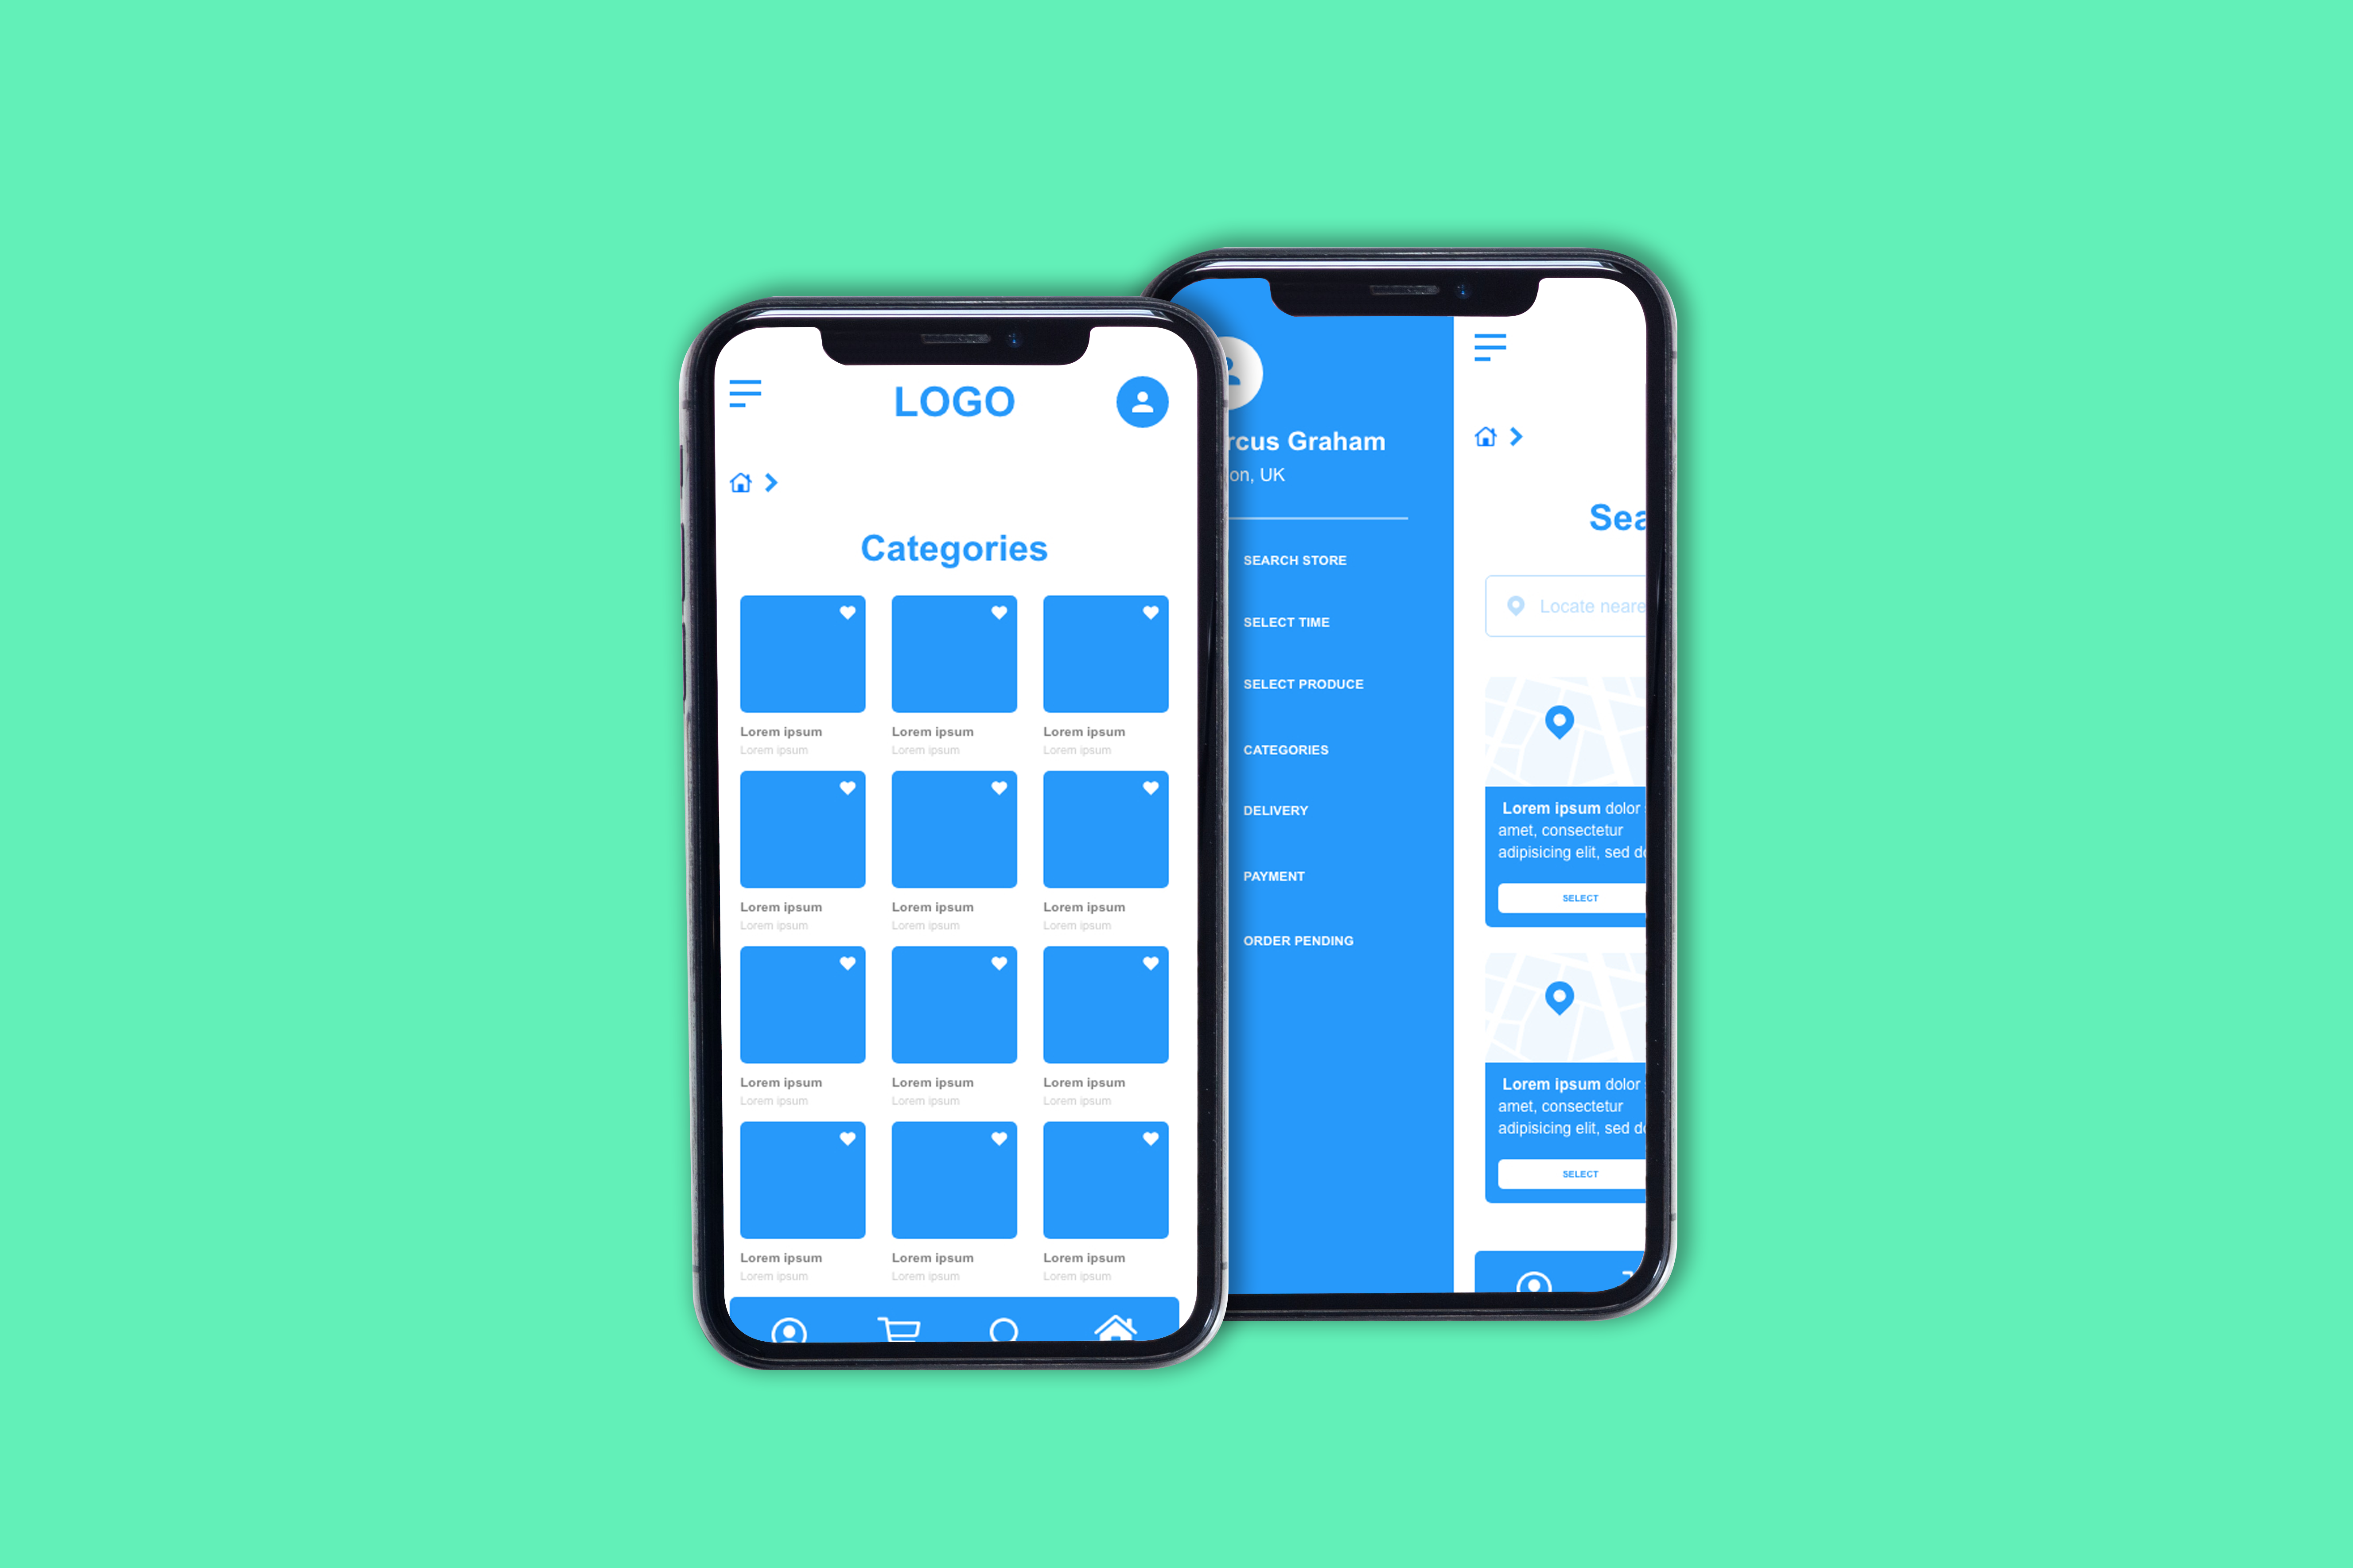 LOGO
Categories
Lorem ipsum Lorem ipsum Lorem ipsum
Lorem ipsum Lorem ipsum Lorem ipsum
Lorem ipsum Lorem ipsum Lorem ipsum
Lorem ipsum Lorem ipsum Lorem ipsum
Lorem ipsum Lorem ipsum Lorem ipsum
Lorem ipsum Lorem ipsum Lorem ipsum
Lorem ipsum Lorem ipsum Lorem ipsum
Lorem ipsum Lorem ipsum Lorem ipsum
rcus Graham
on, UK
SEARCH STORE
SELECT TIME
SELECT PRODUCE
CATEGORIES
DELIVERY
PAYMENT
ORDER PENDING
Sea
Locate neare
Lorem ipsum dolor
amet, consectetur
adipisicing elit, sed do
SELECT
Lorem ipsum dolor
amet, consectetur
adipisicing elit, sed do
SELECT